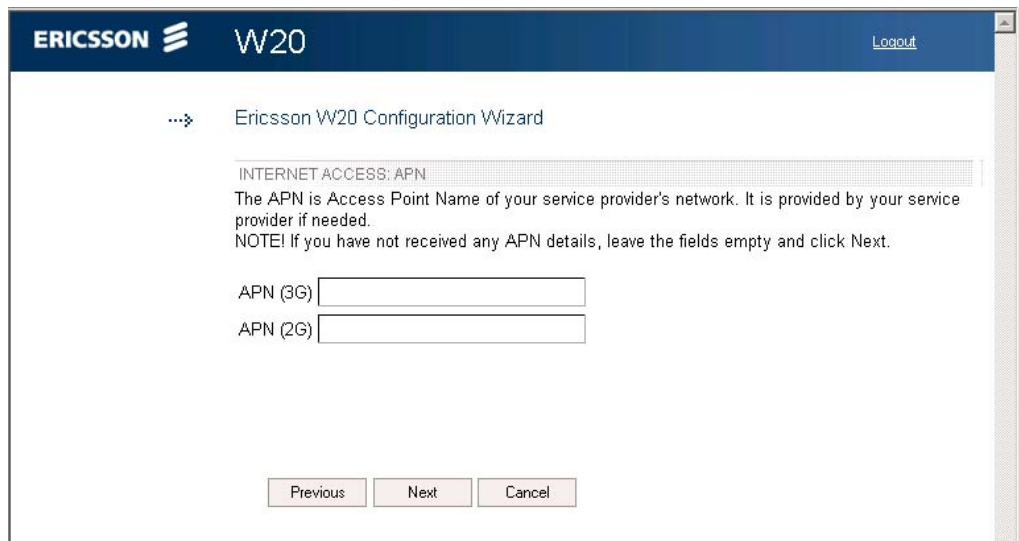 ERICSSON W20 Logout
Ericsson W20 Configuration Wizard
INTERNET ACCESS: APN
The APN is Access Point Name of your service provider's network. It is provided by your service
provider if needed.
NOTE! If you have not received any APN details, leave the fields empty and click Next.
APN (3G)
APN (2G)
Previous Next Cancel